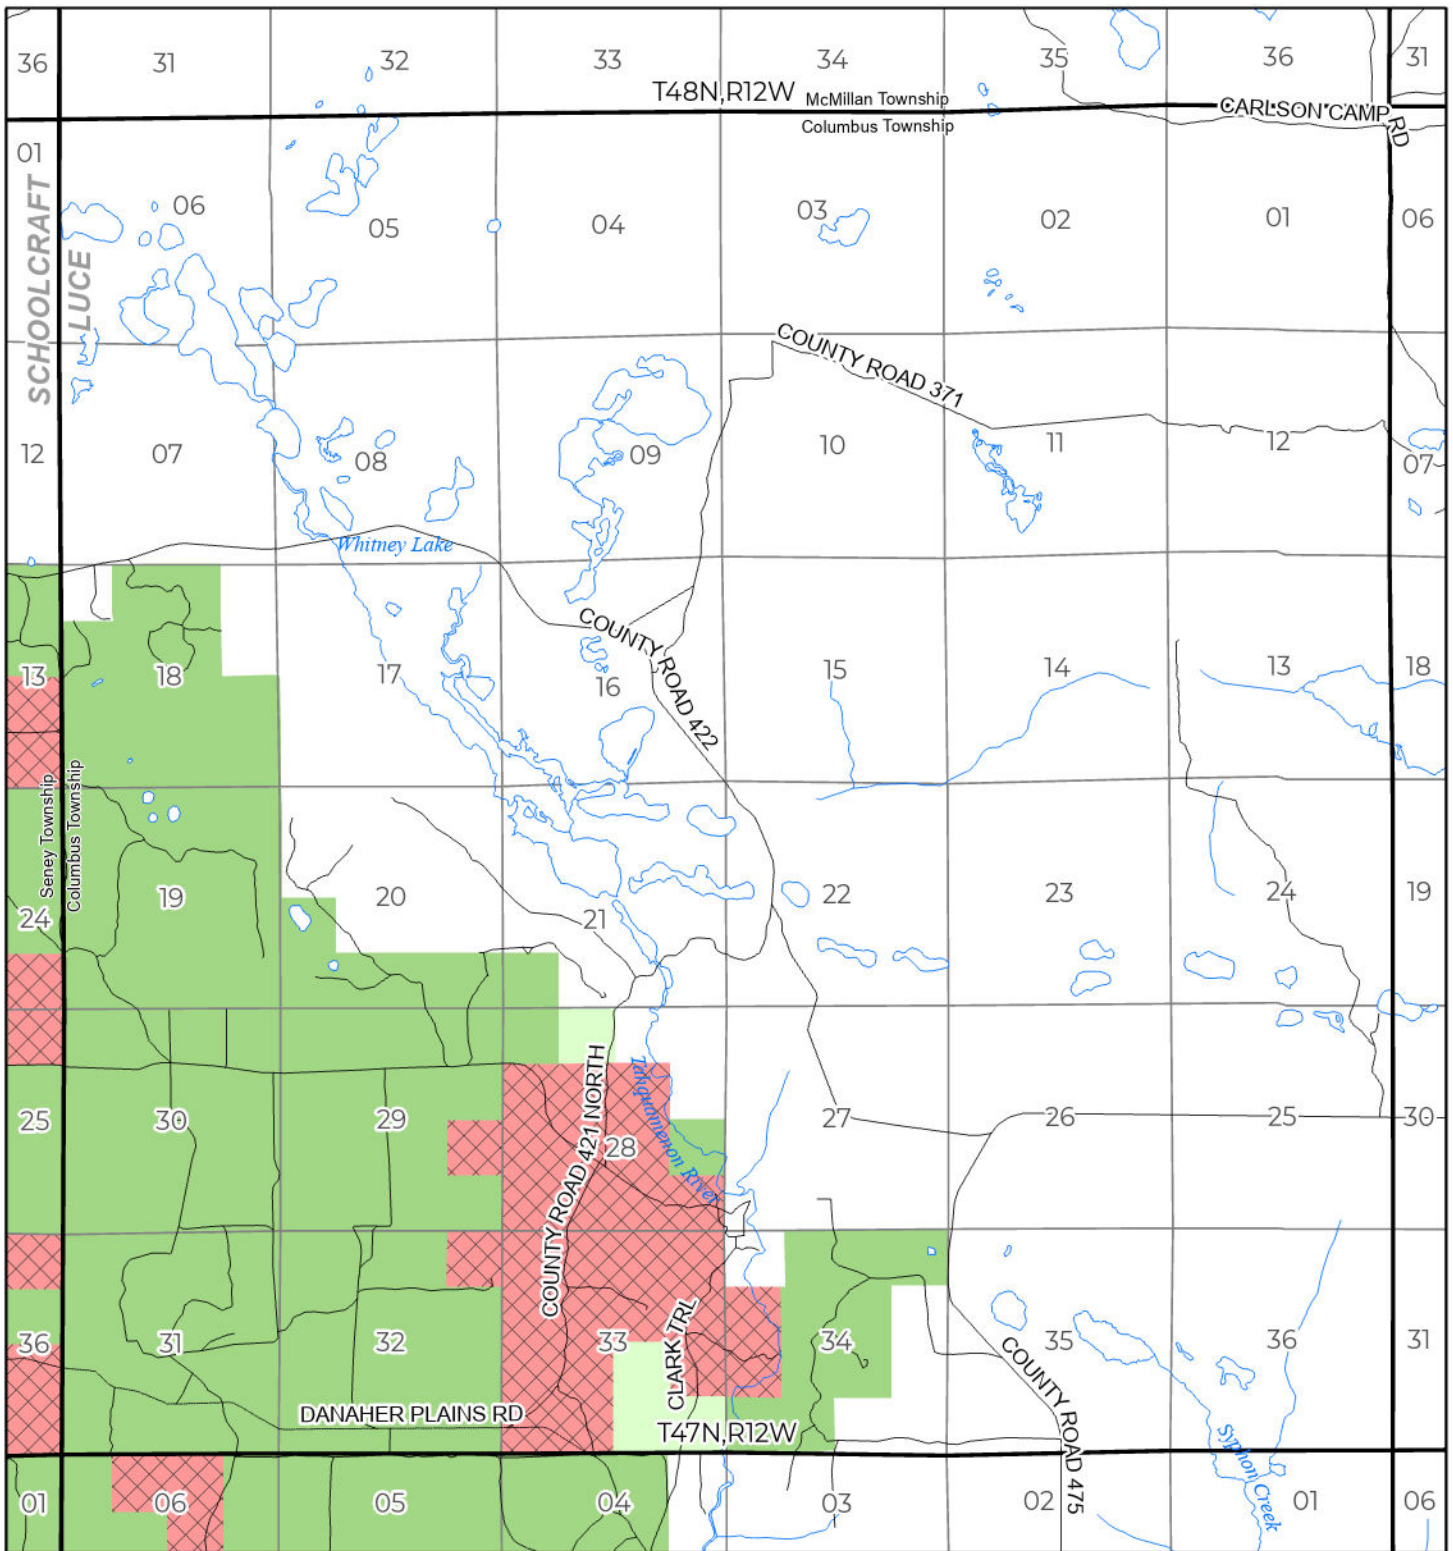 36 31 32 33 34 35 36 31
T48N,R12W
McMillan Township
Columbus Township
CARLSON CAMP RD
01 06 05 04 03 02 01 06
SCHOOLCRAFT
LUCE
COUNTY ROAD 371
12 07 08 09 10 11 12 07
Whitney Lake
COUNTY ROAD 422
13 18 17 16 15 14 13 18
Seney Township
Columbus Township
24 19 20 21 22 23 24 19
COUNTY ROAD 421 NORTH
Tahquamenon River
25 30 29 28 27 26 25 30
36 31 32 33 34 35 36 31
CLARK TRL
COUNTY ROAD 475
DANAHER PLAINS RD
T47N,R12W
Syphon Creek
01 06 05 04 03 02 01 06